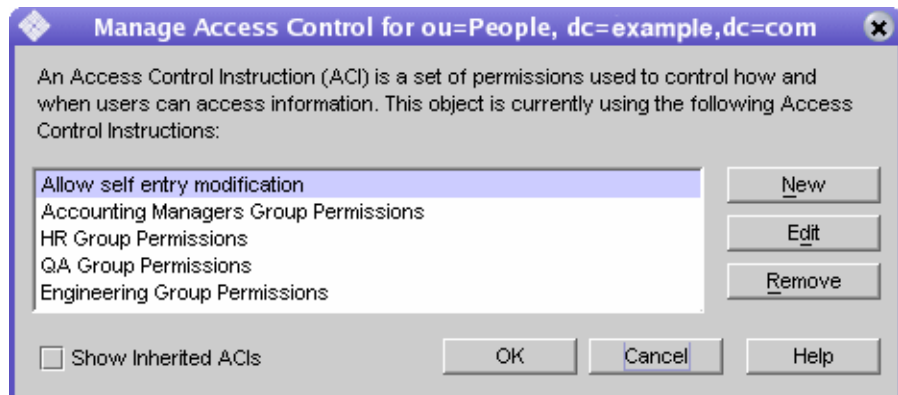 Manage Access Control for ou=People, dc=example,dc=com
An Access Control Instruction (ACI) is a set of permissions used to control how and
when users can access information. This object is currently using the following Access
Control Instructions:
Allow self entry modification
Accounting Managers Group Permissions
HR Group Permissions
QA Group Permissions
Engineering Group Permissions
New
Edit
Remove
Show Inherited ACIs
OK
Cancel
Help